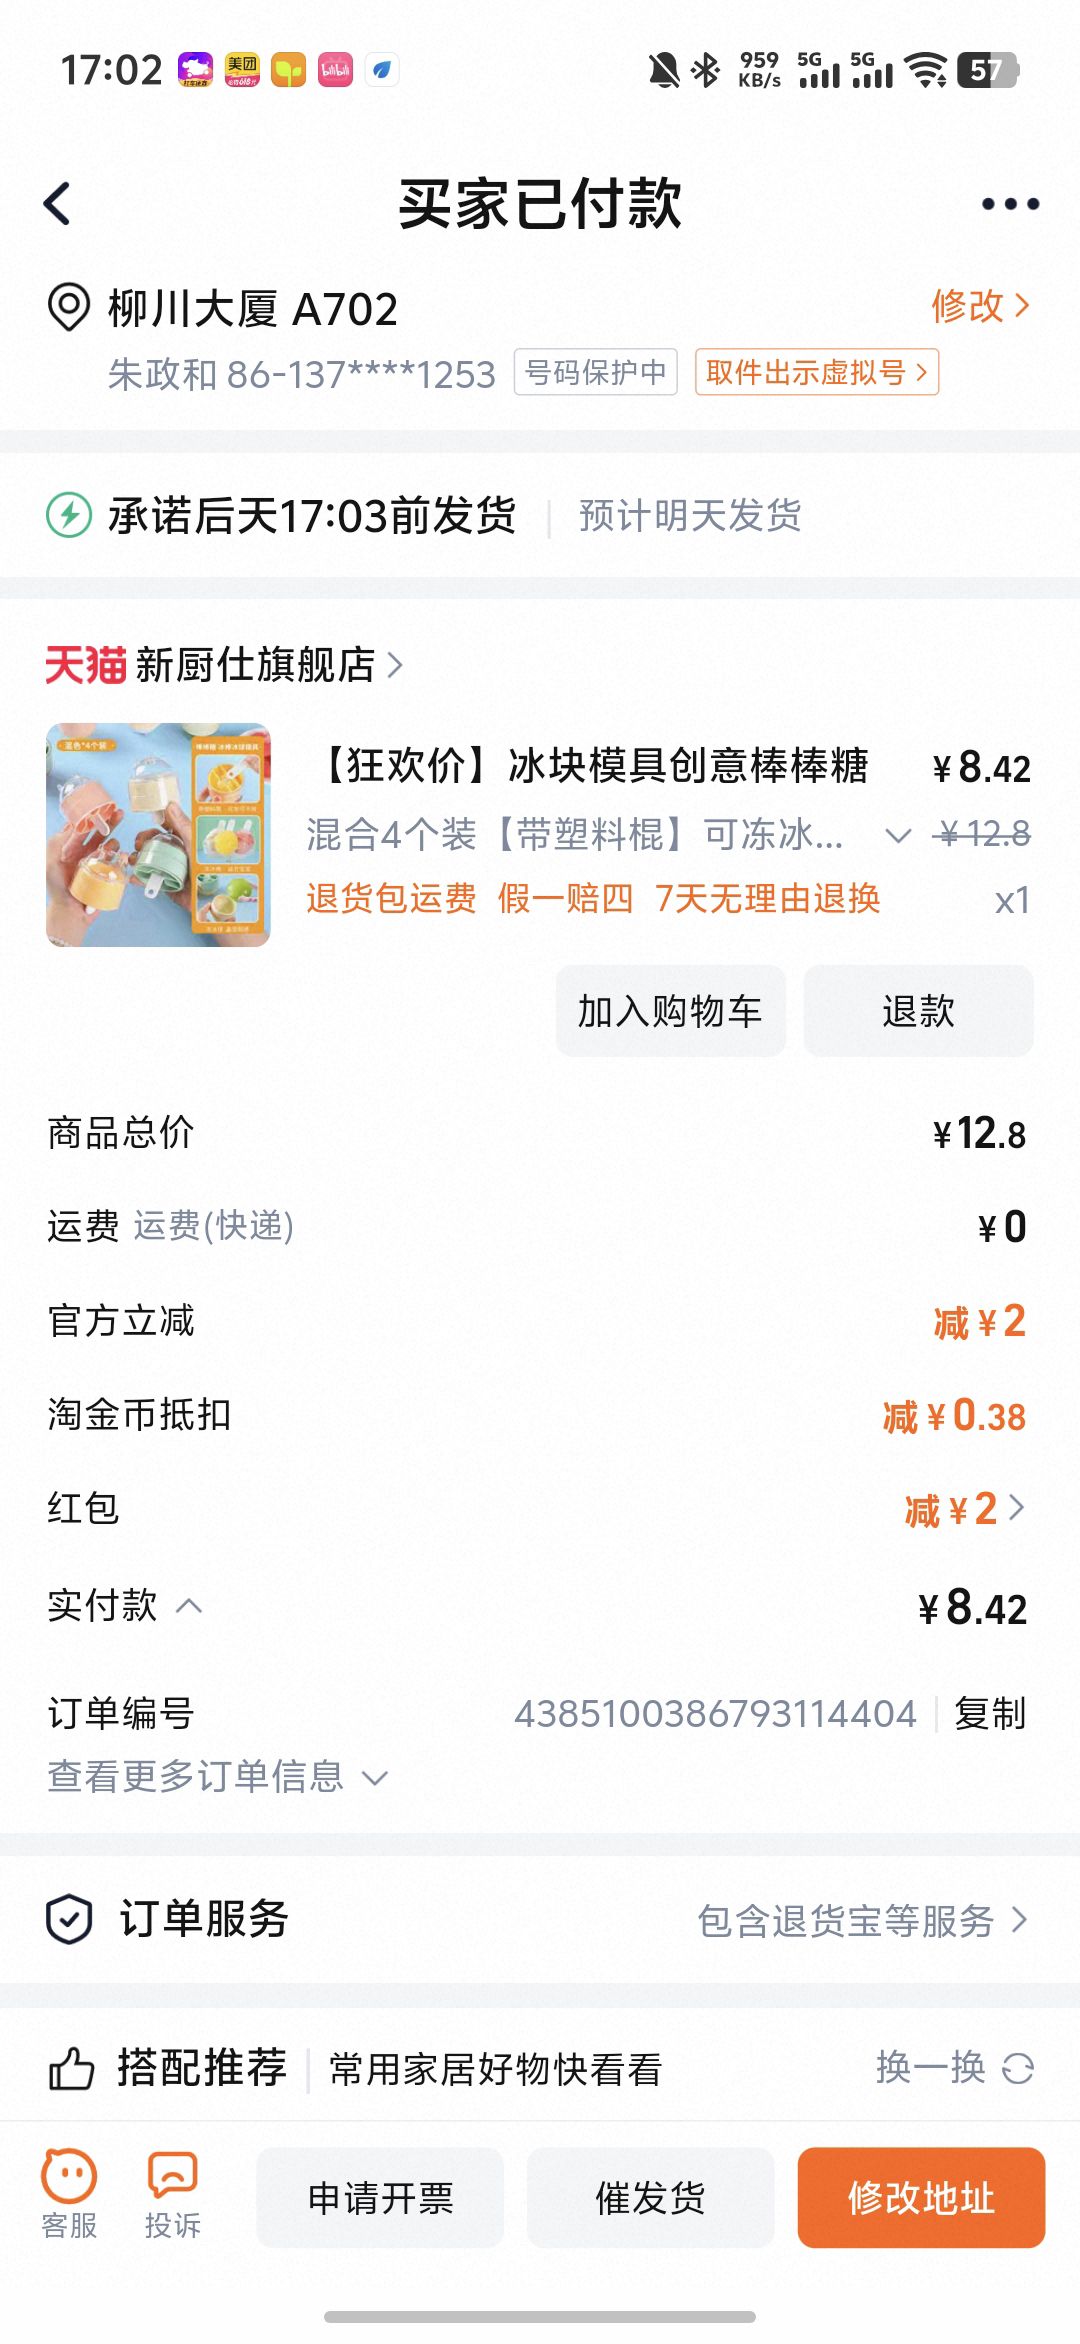 17:02
美团
bilibili
959 KB/s 5G 5G 57
买家已付款
柳川大厦 A702 修改
朱政和 86-137****1253 号码保护中 取件出示虚拟号
承诺后天17:03前发货 预计明天发货
天猫 新厨仕旗舰店
混色*4个装
【狂欢价】冰块模具创意棒棒糖 ¥8.42
混合4个装【带塑料棍】可冻冰... ¥12.8
退货包运费 假一赔四 7天无理由退换 x1
加入购物车 退款
商品总价 ¥12.8
运费 运费(快递) ¥0
官方立减 减¥2
淘金币抵扣 减¥0.38
红包 减¥2
实付款 ¥8.42
订单编号 4385100386793114404 复制
查看更多订单信息
订单服务 包含退货宝等服务
搭配推荐 常用家居好物快看看 换一换
客服 投诉 申请开票 催发货 修改地址